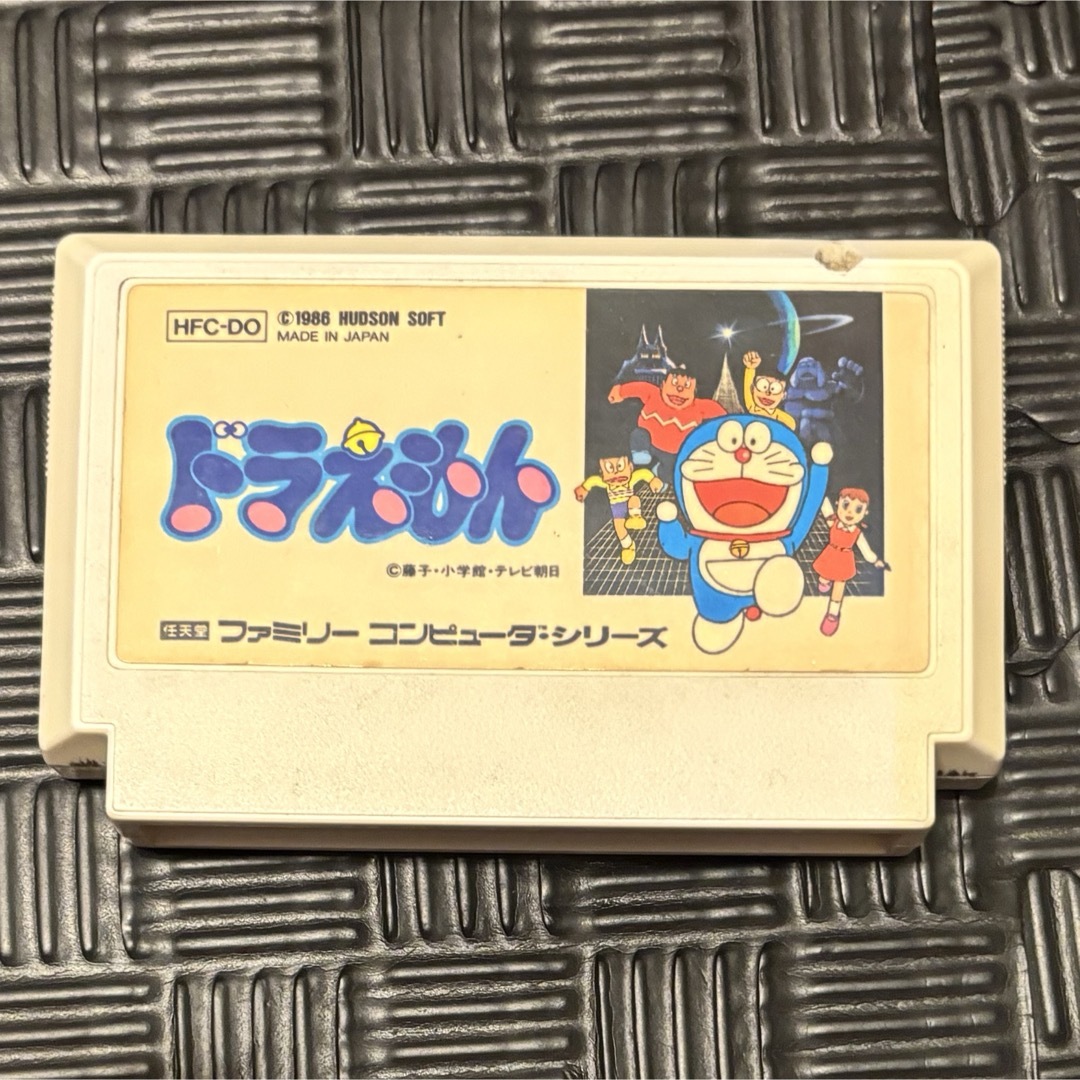 HFC-DO
©1986 HUDSON SOFT
MADE IN JAPAN
ドラえもん
©藤子・小学館・テレビ朝日
任天堂 ファミリー コンピュータ・シリーズ